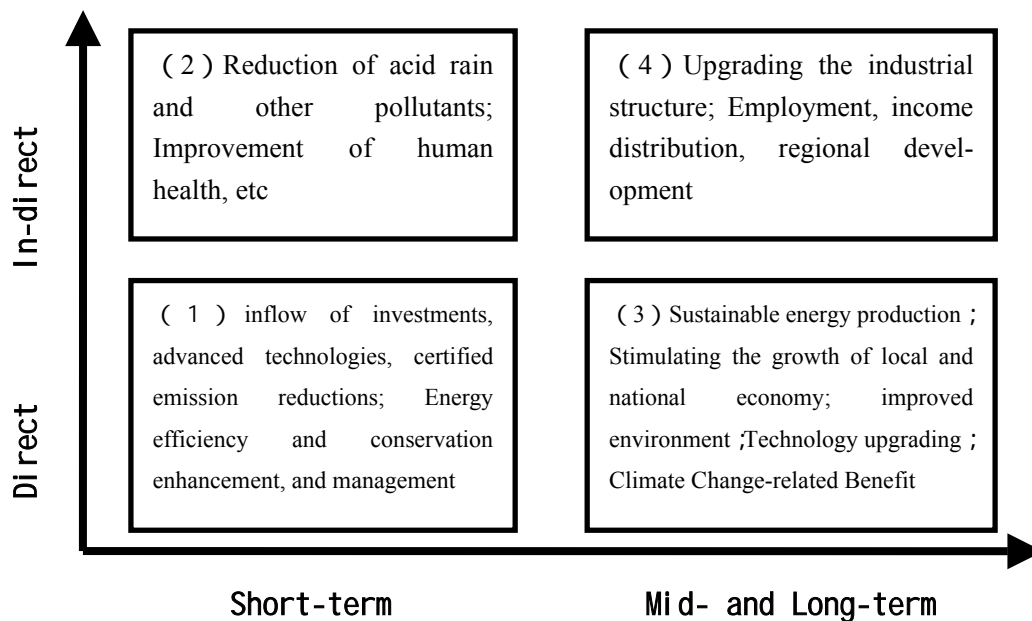 In-direct
（2）Reduction of acid rain
and other pollutants;
Improvement of human
health, etc
（4）Upgrading the industrial
structure; Employment, income
distribution, regional devel-
opment
Direct
（1）inflow of investments,
advanced technologies, certified
emission reductions; Energy
efficiency and conservation
enhancement, and management
（3）Sustainable energy production；
Stimulating the growth of local and
national economy; improved
environment；Technology upgrading；
Climate Change-related Benefit
Short-term
Mid- and Long-term